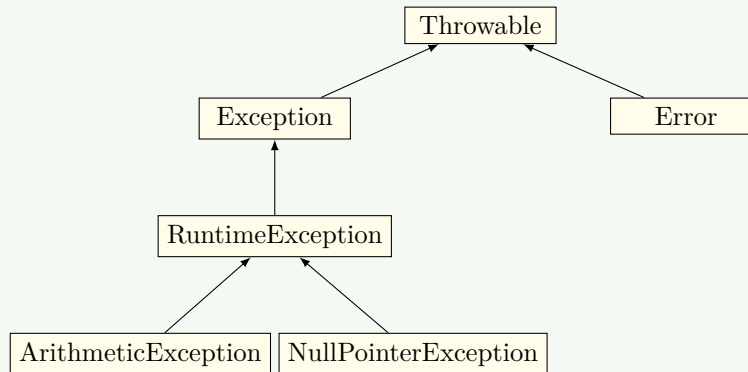 Throwable
Exception
Error
RuntimeException
ArithmeticException
NullPointerException